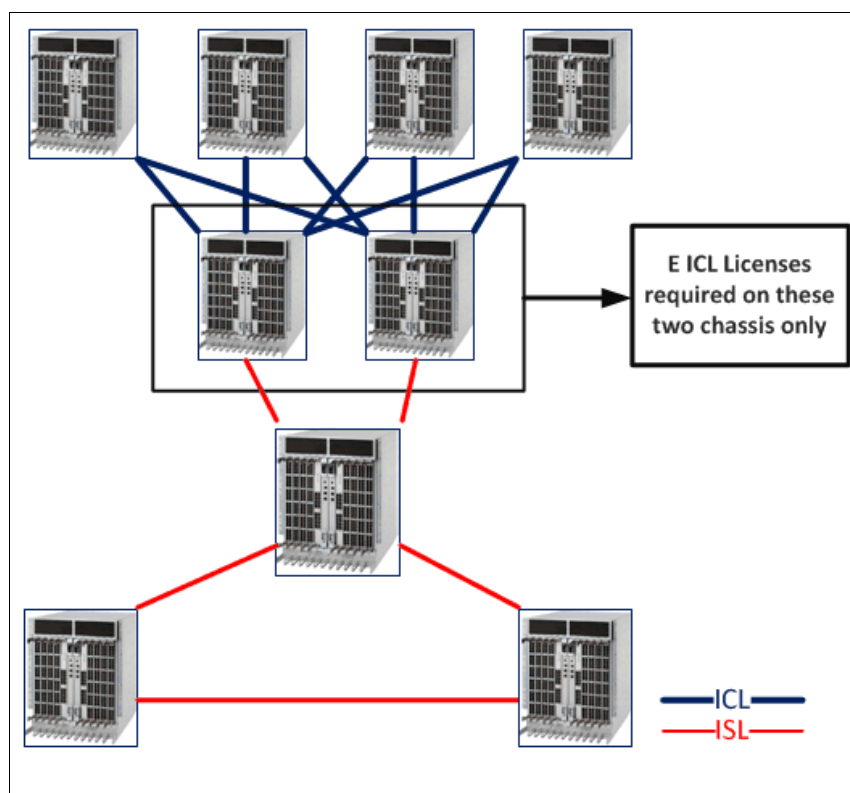 E ICL Licenses
required on these
two chassis only
ICL
ISL